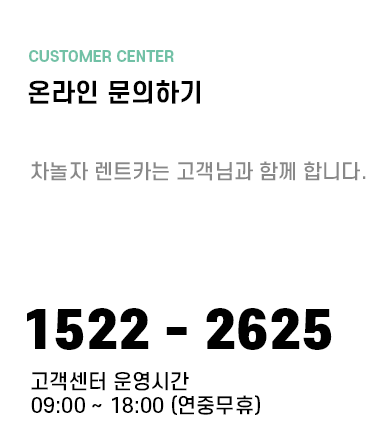 CUSTOMER CENTER
온라인 문의하기
차놀자 렌트카는 고객님과 함께 합니다.
1522 - 2625
고객센터 운영시간
09:00 ~ 18:00 (연중무휴)